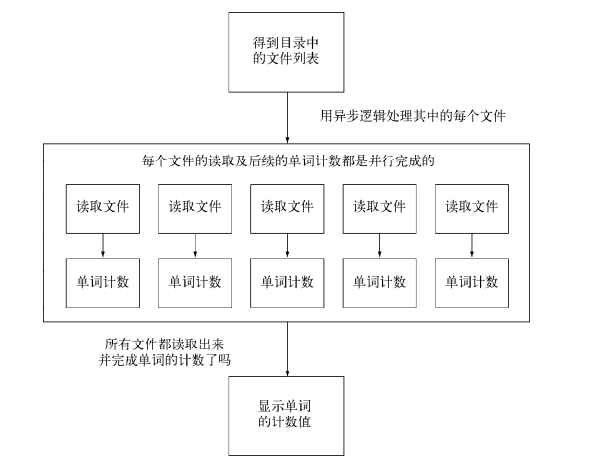 得到目录中
的文件列表
用异步逻辑处理其中的每个文件
每个文件的读取及后续的单词计数都是并行完成的
读取文件 读取文件 读取文件 读取文件 读取文件
单词计数 单词计数 单词计数 单词计数 单词计数
所有文件都读取出来
并完成单词的计数了吗
显示单词
的计数值